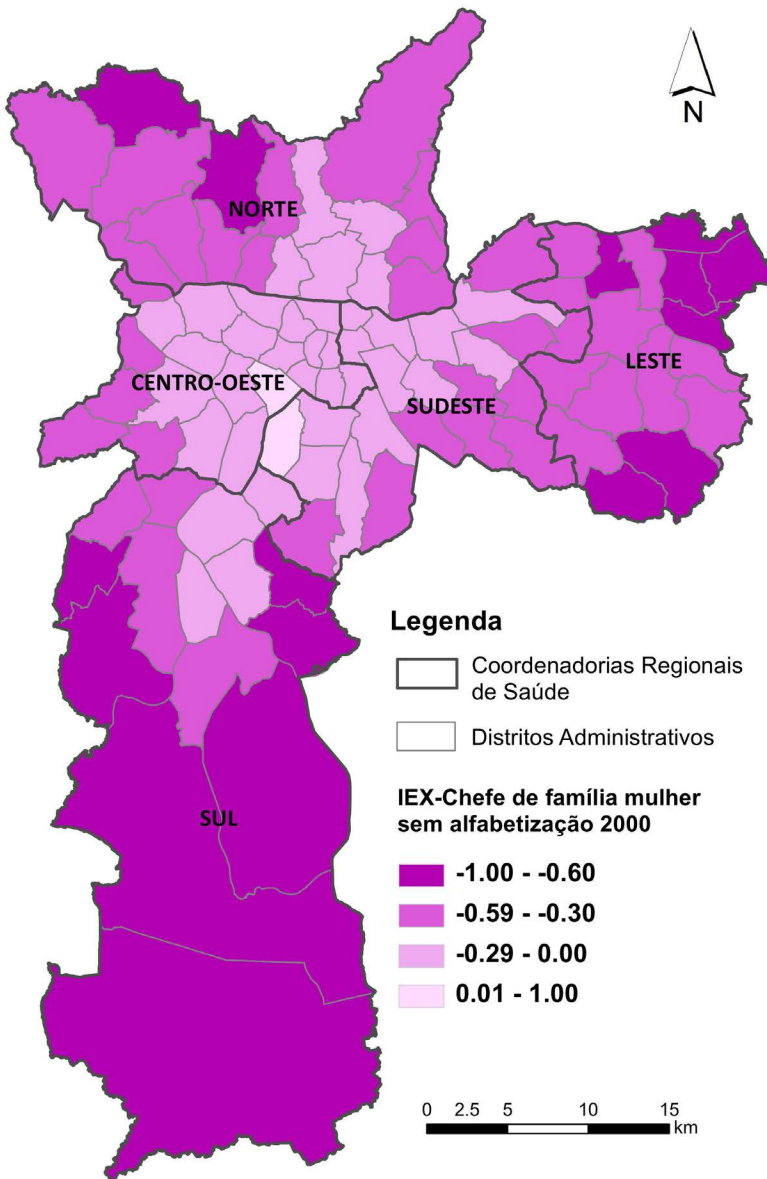 N
NORTE
CENTRO-OESTE
LESTE
SUDESTE
SUL
Legenda
Coordenadorias Regionais
de Saúde
Distritos Administrativos
IEX-Chefe de família mulher
sem alfabetização 2000
-1.00 - -0.60
-0.59 - -0.30
-0.29 - 0.00
0.01 - 1.00
0 2.5 5 10 15
km